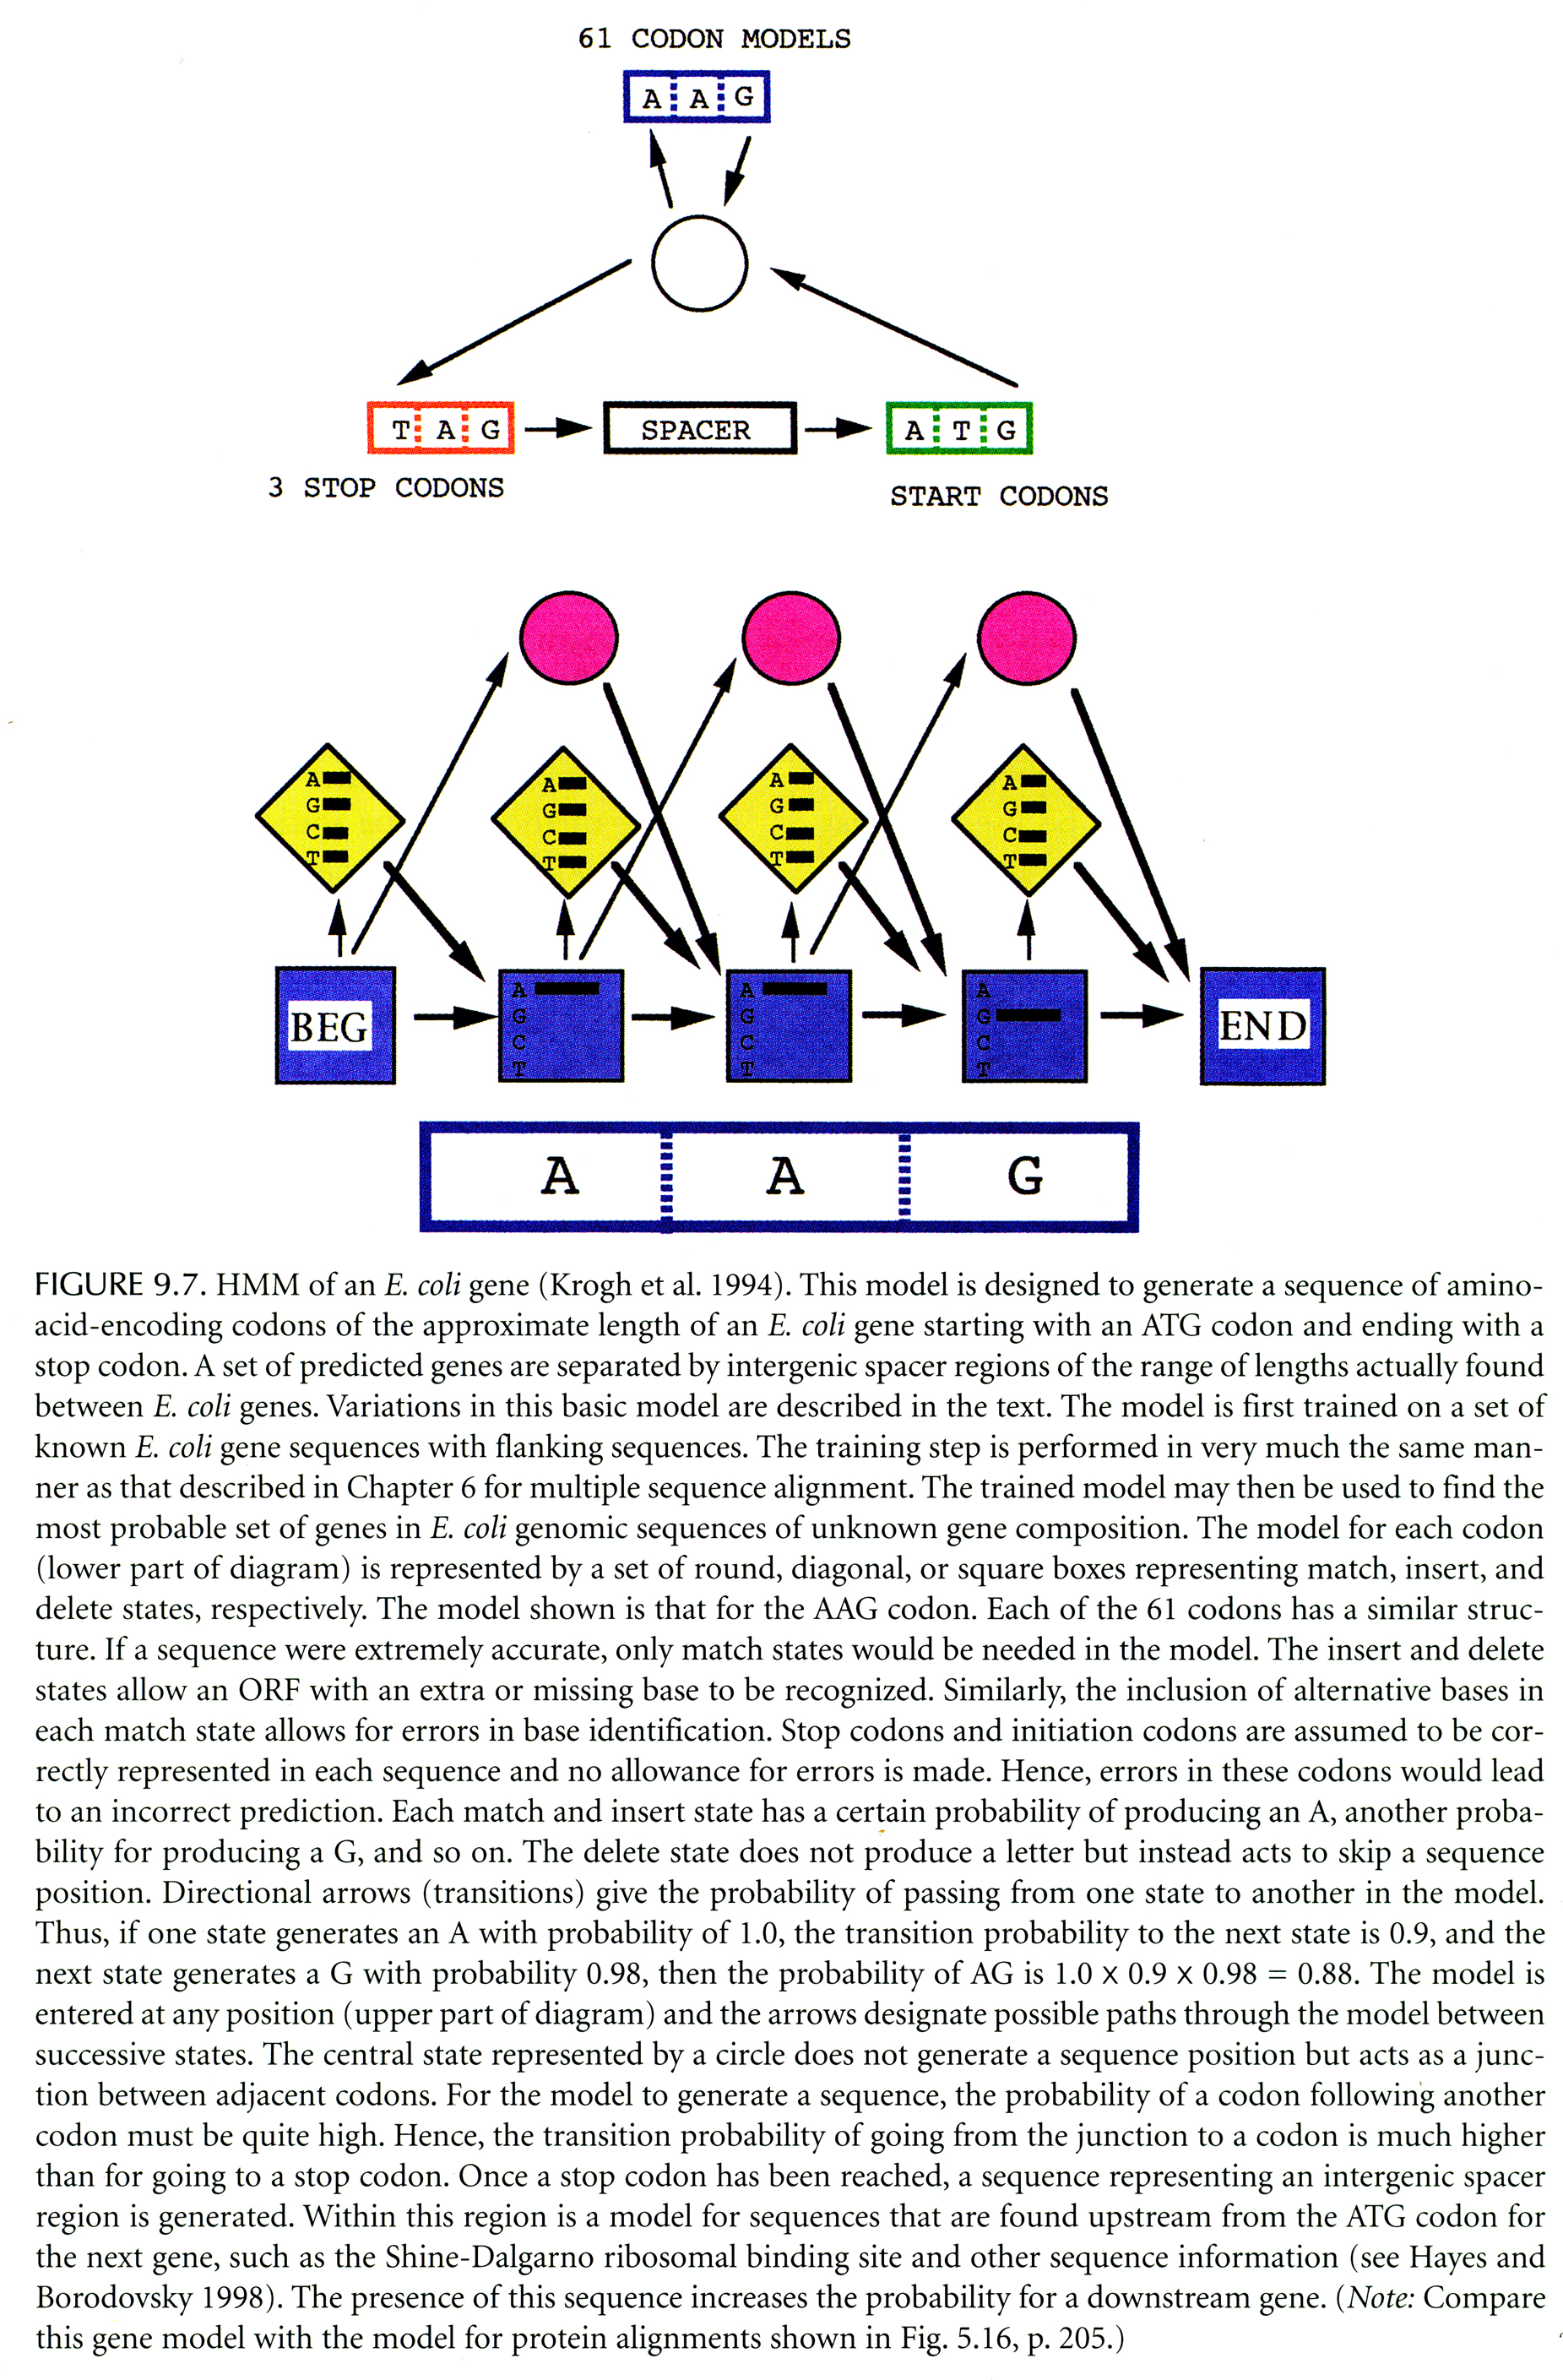 61 CODON MODELS
A A G
T A G
SPACER
A T G
3 STOP CODONS
START CODONS
A
G
C
T
A
G
C
T
A
G
C
T
A
G
C
T
BEG
A
G
C
T
A
G
C
T
A
G
C
T
END
A A G
FIGURE 9.7. HMM of an E. coli gene (Krogh et al. 1994). This model is designed to generate a sequence of amino-
acid-encoding codons of the approximate length of an E. coli gene starting with an ATG codon and ending with a
stop codon. A set of predicted genes are separated by intergenic spacer regions of the range of lengths actually found
between E. coli genes. Variations in this basic model are described in the text. The model is first trained on a set of
known E. coli gene sequences with flanking sequences. The training step is performed in very much the same man-
ner as that described in Chapter 6 for multiple sequence alignment. The trained model may then be used to find the
most probable set of genes in E. coli genomic sequences of unknown gene composition. The model for each codon
(lower part of diagram) is represented by a set of round, diagonal, or square boxes representing match, insert, and
delete states, respectively. The model shown is that for the AAG codon. Each of the 61 codons has a similar struc-
ture. If a sequence were extremely accurate, only match states would be needed in the model. The insert and delete
states allow an ORF with an extra or missing base to be recognized. Similarly, the inclusion of alternative bases in
each match state allows for errors in base identification. Stop codons and initiation codons are assumed to be cor-
rectly represented in each sequence and no allowance for errors is made. Hence, errors in these codons would lead
to an incorrect prediction. Each match and insert state has a certain probability of producing an A, another proba-
bility for producing a G, and so on. The delete state does not produce a letter but instead acts to skip a sequence
position. Directional arrows (transitions) give the probability of passing from one state to another in the model.
Thus, if one state generates an A with probability of 1.0, the transition probability to the next state is 0.9, and the
next state generates a G with probability 0.98, then the probability of AG is 1.0 x 0.9 x 0.98 = 0.88. The model is
entered at any position (upper part of diagram) and the arrows designate possible paths through the model between
successive states. The central state represented by a circle does not generate a sequence position but acts as a junc-
tion between adjacent codons. For the model to generate a sequence, the probability of a codon following another
codon must be quite high. Hence, the transition probability of going from the junction to a codon is much higher
than for going to a stop codon. Once a stop codon has been reached, a sequence representing an intergenic spacer
region is generated. Within this region is a model for sequences that are found upstream from the ATG codon for
the next gene, such as the Shine-Dalgarno ribosomal binding site and other sequence information (see Hayes and
Borodovsky 1998). The presence of this sequence increases the probability for a downstream gene. (Note: Compare
this gene model with the model for protein alignments shown in Fig. 5.16, p. 205.)